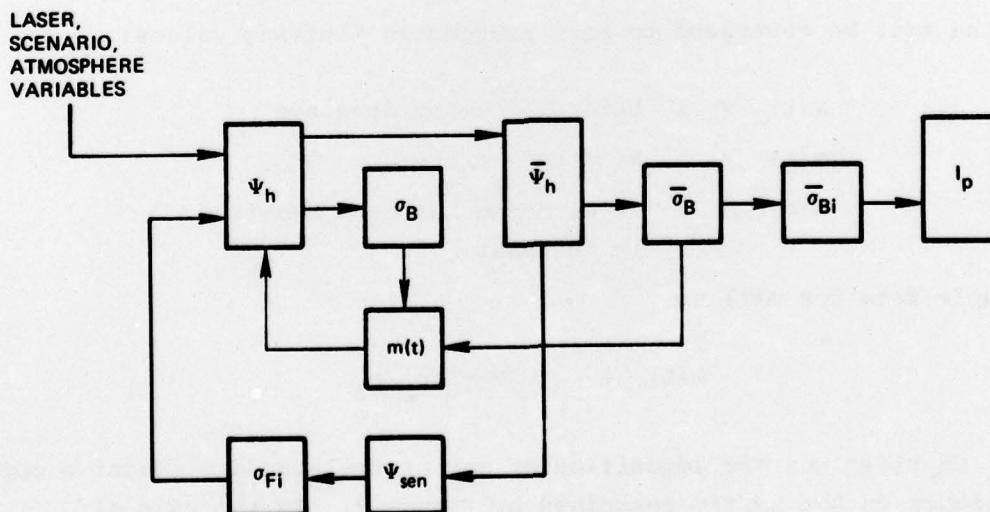 LASER,
SCENARIO,
ATMOSPHERE
VARIABLES
Ψh
σB
Ψ̅h
σ̅B
σ̅Bi
Ip
m(t)
σFi
Ψsen